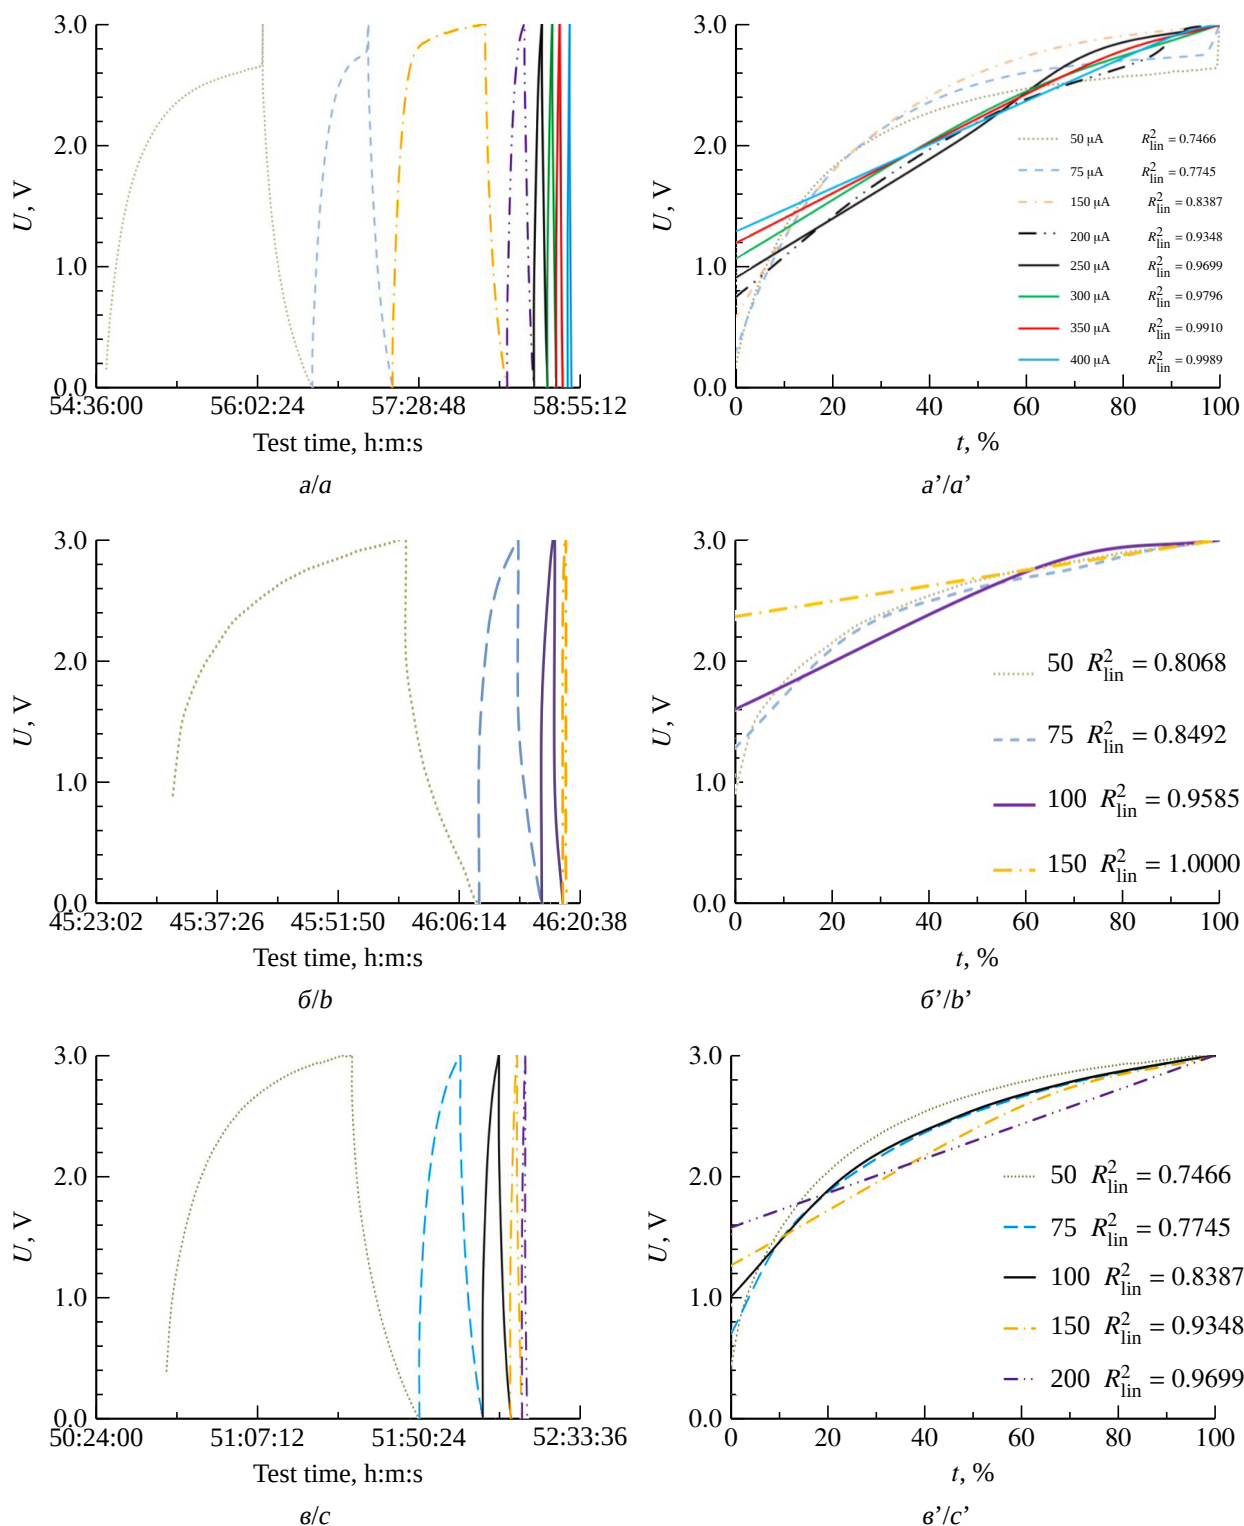 3.0
2.0
1.0
0.0
U, V
54:36:00 56:02:24 57:28:48 58:55:12
Test time, h:m:s
а/a
3.0
2.0
1.0
0.0
U, V
50 μA R²lin = 0.7466
75 μA R²lin = 0.7745
150 μA R²lin = 0.8387
200 μA R²lin = 0.9348
250 μA R²lin = 0.9699
300 μA R²lin = 0.9796
350 μA R²lin = 0.9910
400 μA R²lin = 0.9989
0 20 40 60 80 100
t, %
а’/a’
3.0
2.0
1.0
0.0
U, V
45:23:02 45:37:26 45:51:50 46:06:14 46:20:38
Test time, h:m:s
б/b
3.0
2.0
1.0
0.0
U, V
50 R²lin = 0.8068
75 R²lin = 0.8492
100 R²lin = 0.9585
150 R²lin = 1.0000
0 20 40 60 80 100
t, %
б’/b’
3.0
2.0
1.0
0.0
U, V
50:24:00 51:07:12 51:50:24 52:33:36
Test time, h:m:s
в/c
3.0
2.0
1.0
0.0
U, V
50 R²lin = 0.7466
75 R²lin = 0.7745
100 R²lin = 0.8387
150 R²lin = 0.9348
200 R²lin = 0.9699
0 20 40 60 80 100
t, %
в’/c’